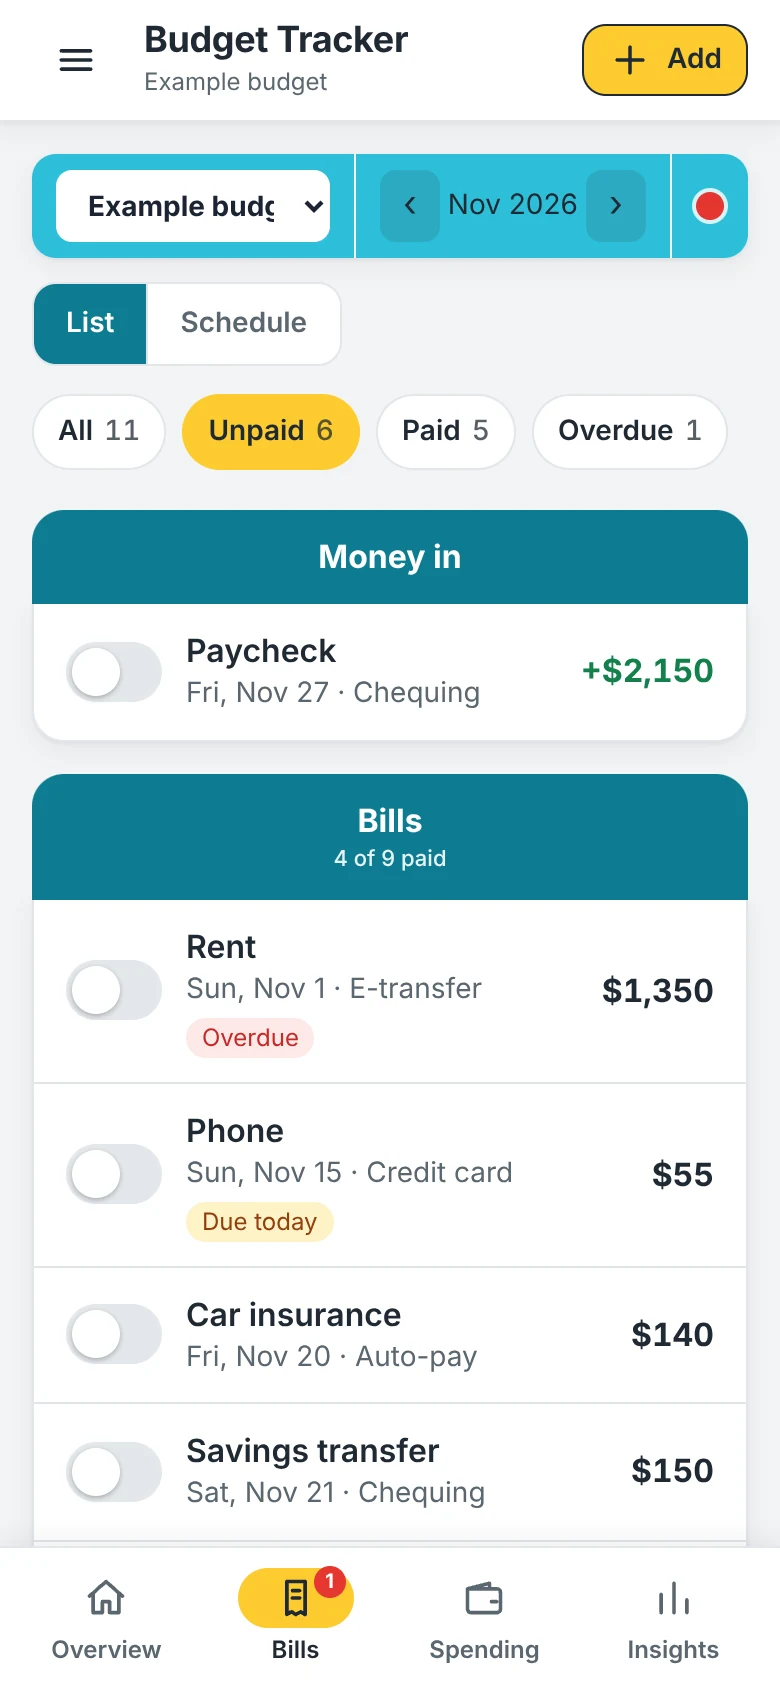 Budget Tracker
Example budget
Add
Example budg
Nov 2026
List
Schedule
All 11
Unpaid 6
Paid 5
Overdue 1
Money in
Paycheck
Fri, Nov 27 · Chequing
+$2,150
Bills
4 of 9 paid
Rent
Sun, Nov 1 · E-transfer
Overdue
$1,350
Phone
Sun, Nov 15 · Credit card
Due today
$55
Car insurance
Fri, Nov 20 · Auto-pay
$140
Savings transfer
Sat, Nov 21 · Chequing
$150
1
Overview
Bills
Spending
Insights